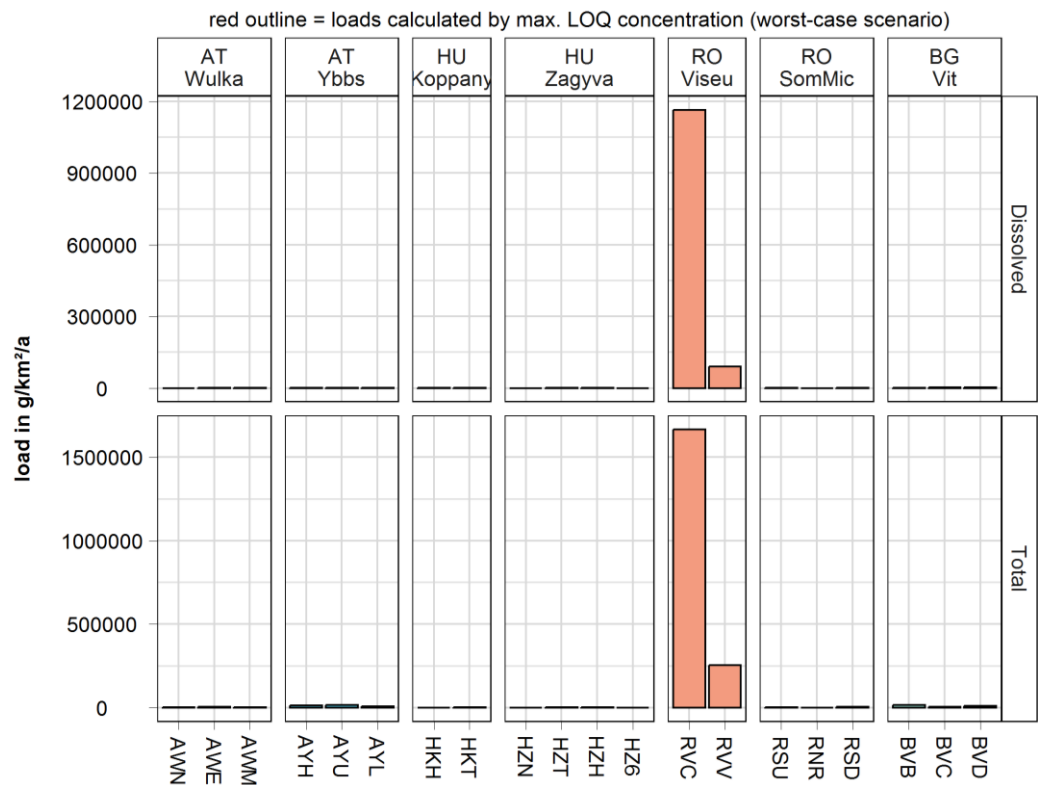 red outline = loads calculated by max. LOQ concentration (worst-case scenario)
AT
Wulka
AT
Ybbs
HU
Koppany
HU
Zagyva
RO
Viseu
RO
SomMic
BG
Vit
load in g/km²/a
1200000
900000
600000
300000
0
Dissolved
1500000
1000000
500000
0
Total
AWN
AWE
AWM
AYH
AYU
AYL
HKH
HKT
HZN
HZT
HZH
HZ6
RVC
RVV
RSU
RNR
RSD
BVB
BVC
BVD